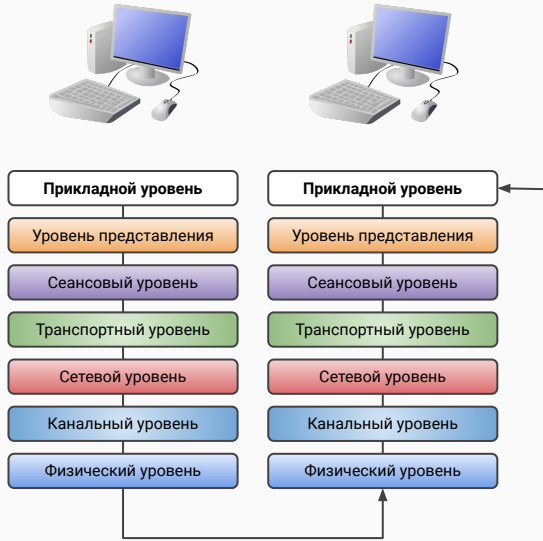 Прикладной уровень
Уровень представления
Сеансовый уровень
Транспортный уровень
Сетевой уровень
Канальный уровень
Физический уровень
Прикладной уровень
Уровень представления
Сеансовый уровень
Транспортный уровень
Сетевой уровень
Канальный уровень
Физический уровень